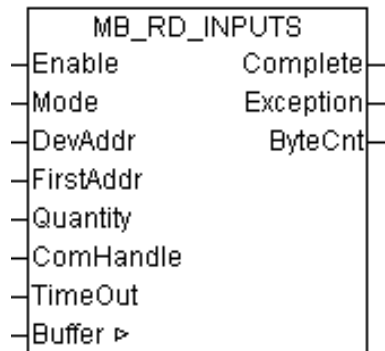 MB_RD_INPUTS
Enable Complete
Mode Exception
DevAddr ByteCnt
FirstAddr
Quantity
ComHandle
TimeOut
Buffer ▹